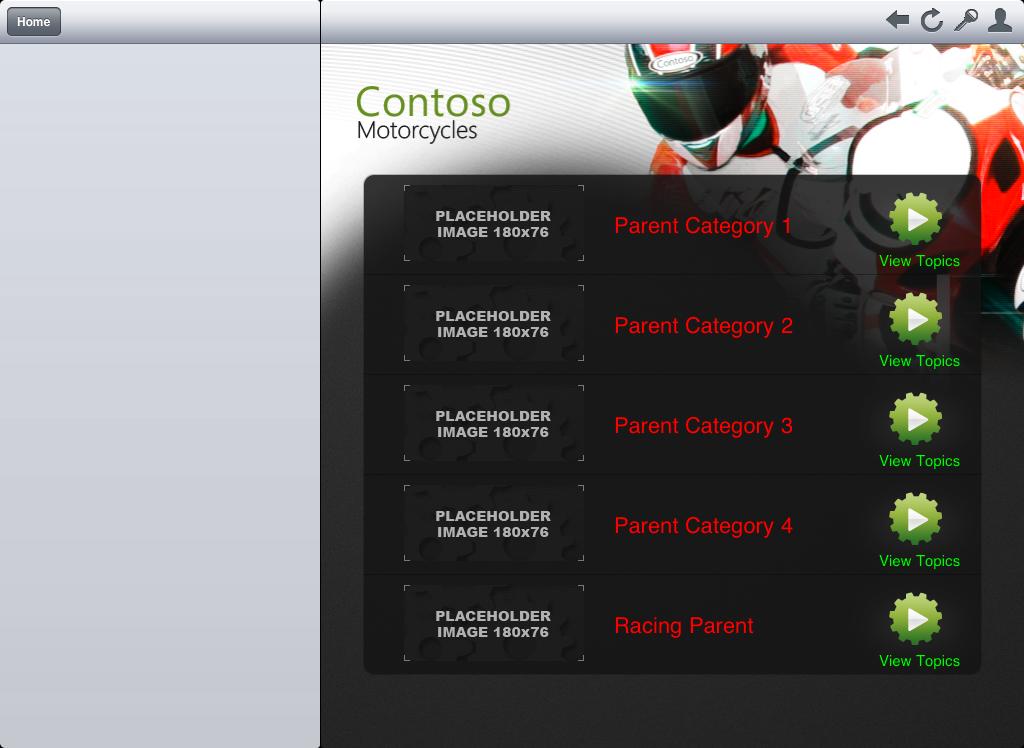 Home
Contoso
Contoso
Motorcycles
PLACEHOLDER
IMAGE 180x76
Parent Category 1
View Topics
PLACEHOLDER
IMAGE 180x76
Parent Category 2
View Topics
PLACEHOLDER
IMAGE 180x76
Parent Category 3
View Topics
PLACEHOLDER
IMAGE 180x76
Parent Category 4
View Topics
PLACEHOLDER
IMAGE 180x76
Racing Parent
View Topics